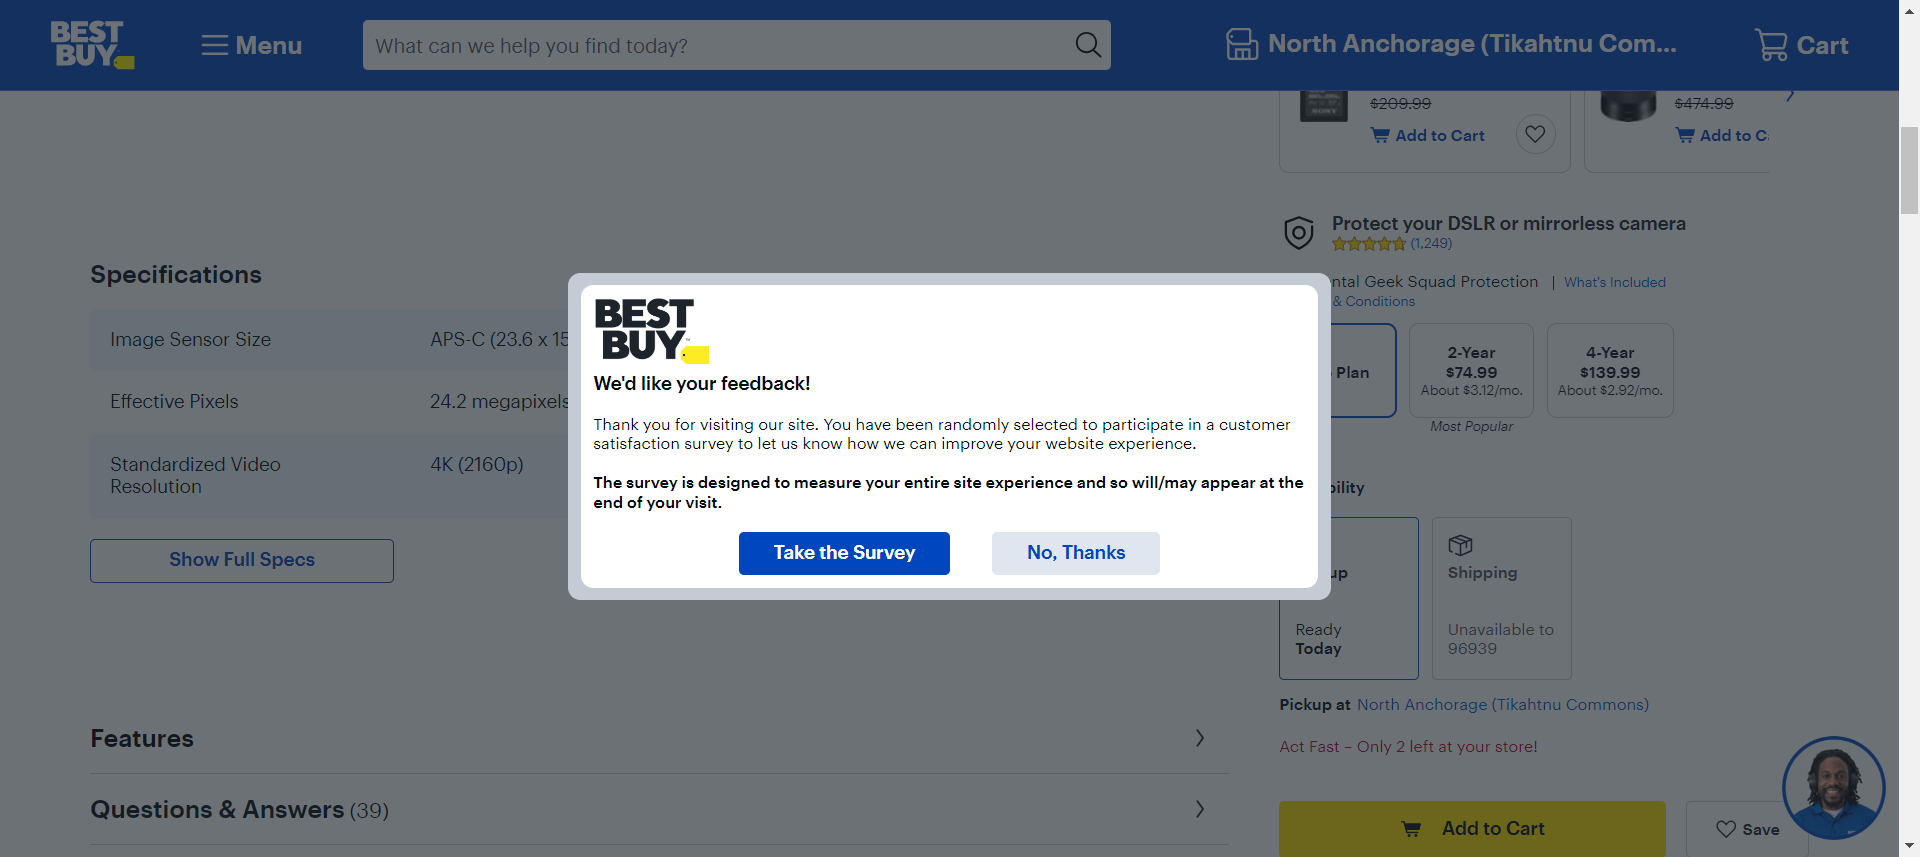 BEST BUY
Menu
What can we help you find today?
North Anchorage (Tikahtnu Com...
Cart
$209.99
Add to Cart
$474.99
Add to
Protect your DSLR or mirrorless camera
(1,249)
Geek Squad Protection | What's Included
& Conditions
Plan
2-Year
$74.99
About $3.12/mo.
Most Popular
4-Year
$139.99
About $2.92/mo.
Specifications
Image Sensor Size
APS-C (23.6 x
Effective Pixels
24.2 megapixels
Standardized Video
Resolution
4K (2160p)
Show Full Specs
BEST
BUY
We'd like your feedback!
Thank you for visiting our site. You have been randomly selected to participate in a customer
satisfaction survey to let us know how we can improve your website experience.
The survey is designed to measure your entire site experience and so will/may appear at the
end of your visit.
Take the Survey
No, Thanks
Ready
Today
Shipping
Unavailable to
96939
Pickup at North Anchorage (Tikahtnu Commons)
Act Fast – Only 2 left at your store!
Features
Questions & Answers (39)
Add to Cart
Save